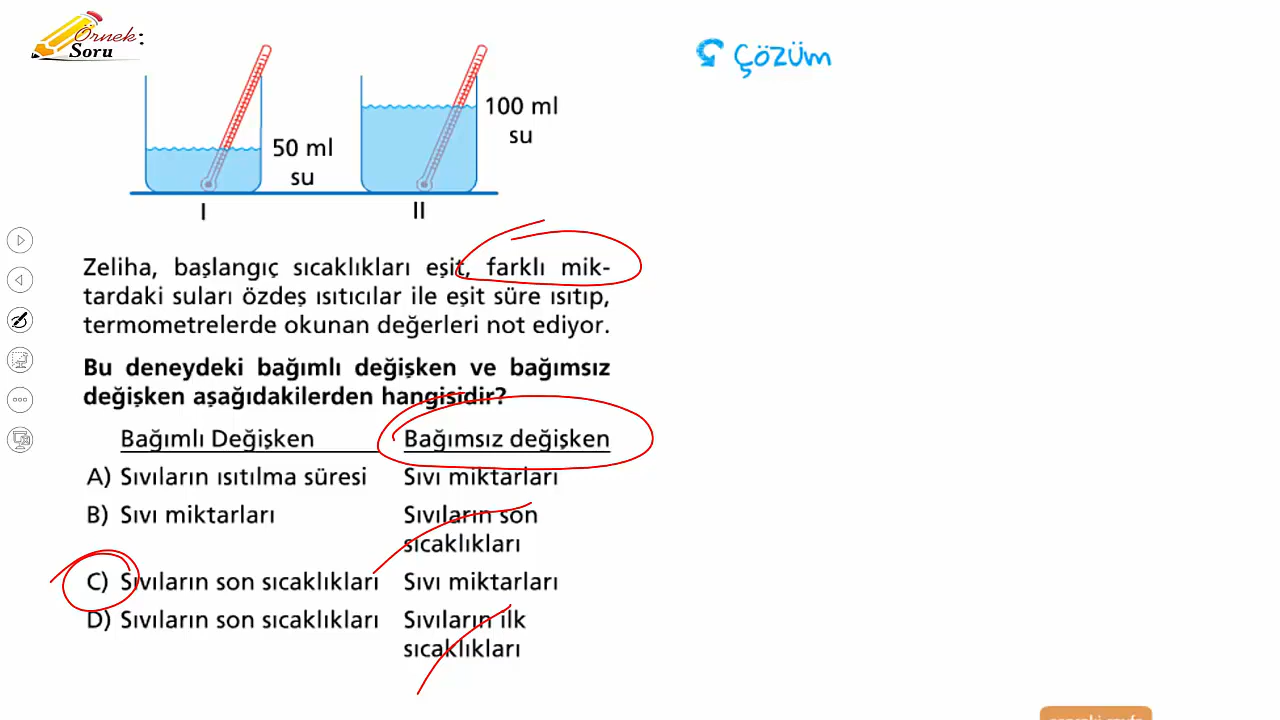 Örnek
Soru :
Çözüm
100 ml
su
50 ml
su
I
II
Zeliha, başlangıç sıcaklıkları eşit, farklı mik-
tardaki suları özdeş ısıtıcılar ile eşit süre ısıtıp,
termometrelerde okunan değerleri not ediyor.
Bu deneydeki bağımlı değişken ve bağımsız
değişken aşağıdakilerden hangisidir?
Bağımlı Değişken Bağımsız değişken
A) Sıvıların ısıtılma süresi Sıvı miktarları
B) Sıvı miktarları Sıvıların son
sıcaklıkları
C) Sıvıların son sıcaklıkları Sıvı miktarları
D) Sıvıların son sıcaklıkları Sıvıların ilk
sıcaklıkları